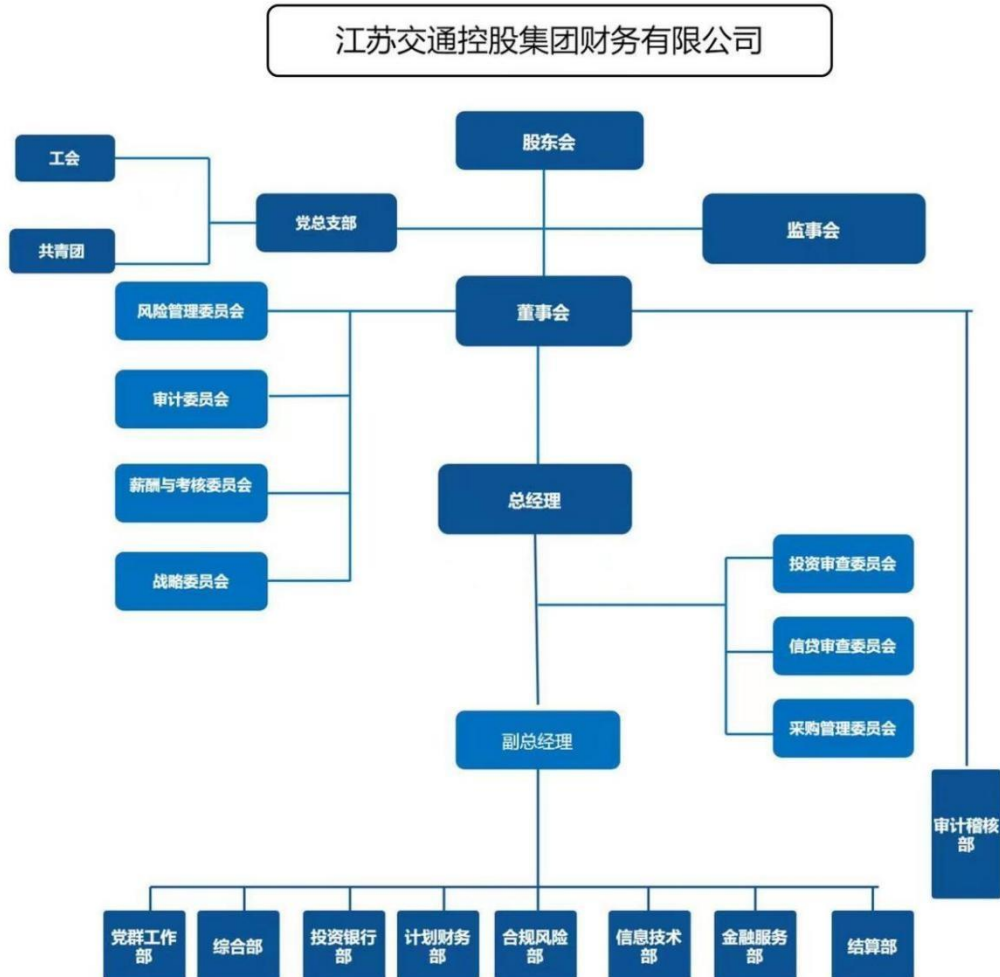 江苏交通控股集团财务有限公司
股东会
工会
党总支部
监事会
共青团
风险管理委员会
董事会
审计委员会
薪酬与考核委员会
总经理
战略委员会
投资审查委员会
信贷审查委员会
副总经理
采购管理委员会
审计稽核
部
党群工作
部
综合部
投资银行
部
计划财务
部
合规风险
部
信息技术
部
金融服务
部
结算部